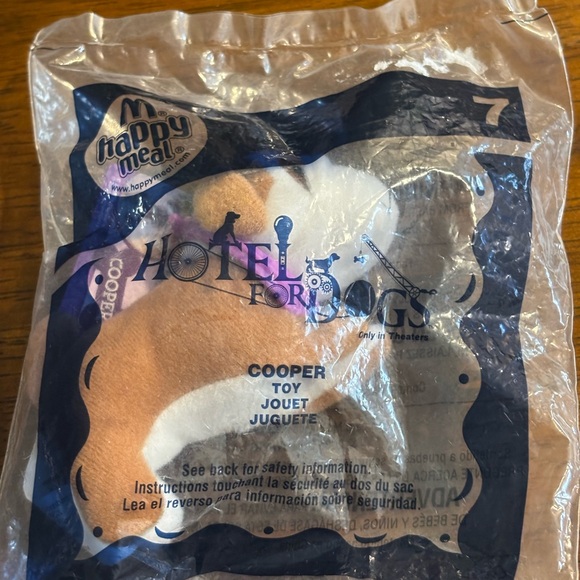 7
M®
happy
meal®
www.happymeal.com
COOPER
HOTEL
FOR DOGS
Only in Theaters
COOPER
TOY
JOUET
JUGUETE
See back for safety information.
Instructions touchant la sécurité au dos du sac.
Lea el reverso para información sobre seguridad.